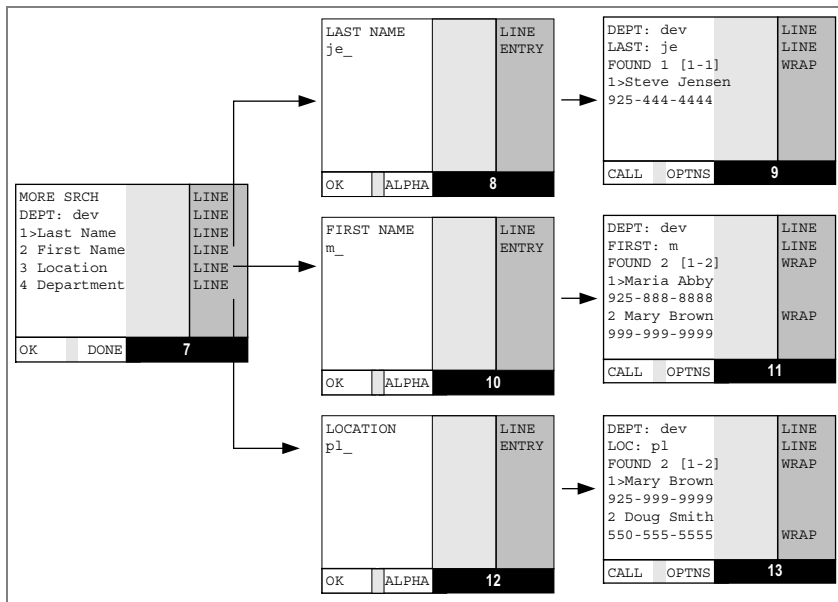 MORE SRCH LINE
DEPT: dev LINE
1>Last Name LINE
2 First Name LINE
3 Location LINE
4 Department LINE
OK DONE 7
LAST NAME LINE
je_ ENTRY
OK ALPHA 8
DEPT: dev LINE
LAST: je LINE
FOUND 1 [1-1] WRAP
1>Steve Jensen
925-444-4444
CALL OPTNS 9
FIRST NAME LINE
m_ ENTRY
OK ALPHA 10
DEPT: dev LINE
FIRST: m LINE
FOUND 2 [1-2] WRAP
1>Maria Abby
925-888-8888
2 Mary Brown WRAP
999-999-9999
CALL OPTNS 11
LOCATION LINE
pl_ ENTRY
OK ALPHA 12
DEPT: dev LINE
LOC: pl LINE
FOUND 2 [1-2] WRAP
1>Mary Brown
925-999-9999
2 Doug Smith
550-555-5555 WRAP
CALL OPTNS 13